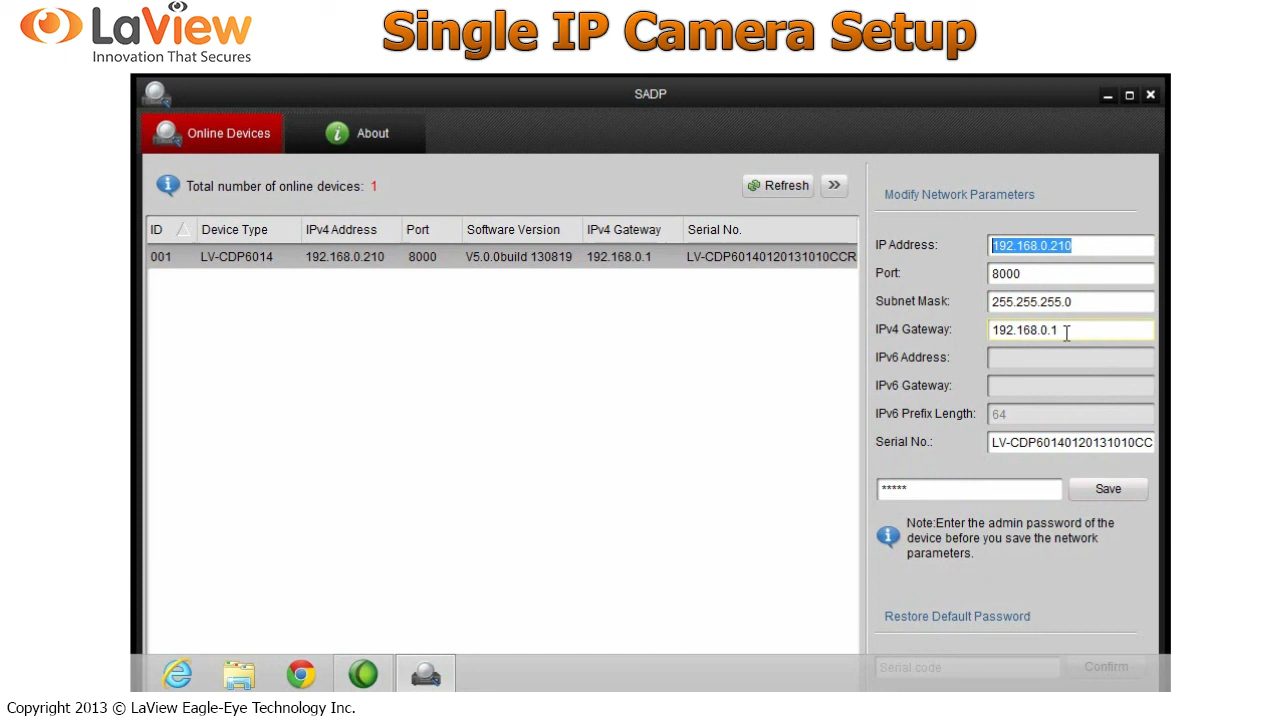 LaView
Innovation That Secures
Single IP Camera Setup
SADP
Online Devices
About
Total number of online devices: 1
Refresh
ID Device Type IPv4 Address Port Software Version IPv4 Gateway Serial No.
001 LV-CDP6014 192.168.0.210 8000 V5.0.0build 130819 192.168.0.1 LV-CDP60140120131010CCR
Modify Network Parameters
IP Address: 192.168.0.210
Port: 8000
Subnet Mask: 255.255.255.0
IPv4 Gateway: 192.168.0.1
IPv6 Address:
IPv6 Gateway:
IPv6 Prefix Length: 64
Serial No.: LV-CDP60140120131010CC
***** Save
Note:Enter the admin password of the
device before you save the network
parameters.
Restore Default Password
Serial code Confirm
Copyright 2013 © LaView Eagle-Eye Technology Inc.